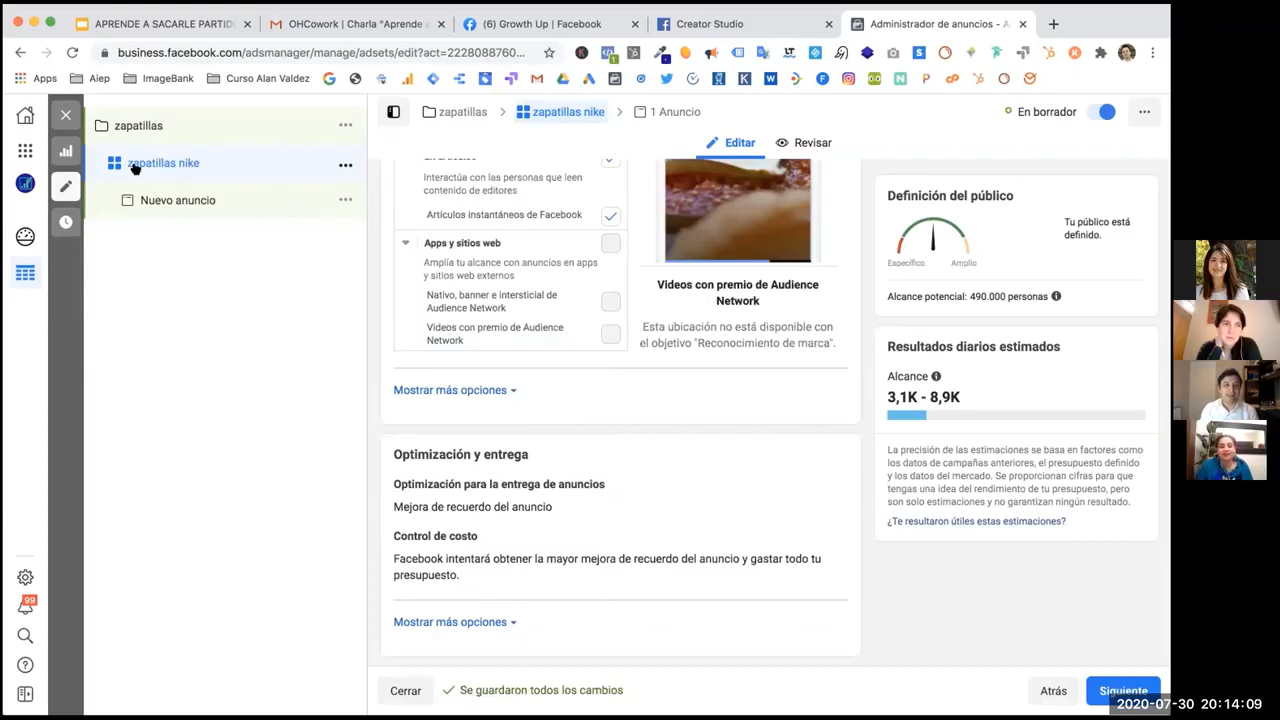 APRENDE A SACARLE PARTID
OHCowork | Charla "Aprende
(6) Growth Up | Facebook
Creator Studio
Administrador de anuncios - A
business.facebook.com/adsmanager/manage/adsets/edit?act=2228088760...
Apps
Aiep
ImageBank
Curso Alan Valdez
zapatillas
zapatillas nike
Nuevo anuncio
zapatillas
zapatillas nike
1 Anuncio
En borrador
Editar
Revisar
Interactúa con las personas que leen
contenido de editores
Artículos instantáneos de Facebook
Apps y sitios web
Amplía tu alcance con anuncios en apps
y sitios web externos
Nativo, banner e intersticial de
Audience Network
Videos con premio de Audience
Network
Videos con premio de Audience
Network
Esta ubicación no está disponible con
el objetivo "Reconocimiento de marca".
Mostrar más opciones
Optimización y entrega
Optimización para la entrega de anuncios
Mejora de recuerdo del anuncio
Control de costo
Facebook intentará obtener la mayor mejora de recuerdo del anuncio y gastar todo tu
presupuesto.
Mostrar más opciones
Definición del público
Tu público está
definido.
Específico
Amplio
Alcance potencial: 490.000 personas
Resultados diarios estimados
Alcance
3,1K - 8,9K
La precisión de las estimaciones se basa en factores como
los datos de campañas anteriores, el presupuesto definido
y los datos del mercado. Se proporcionan cifras para que
tengas una idea del rendimiento de tu presupuesto, pero
son solo estimaciones y no garantizan ningún resultado.
¿Te resultaron útiles estas estimaciones?
99
Cerrar
Se guardaron todos los cambios
Atrás
Siguiente
2020-07-30 20:14:09